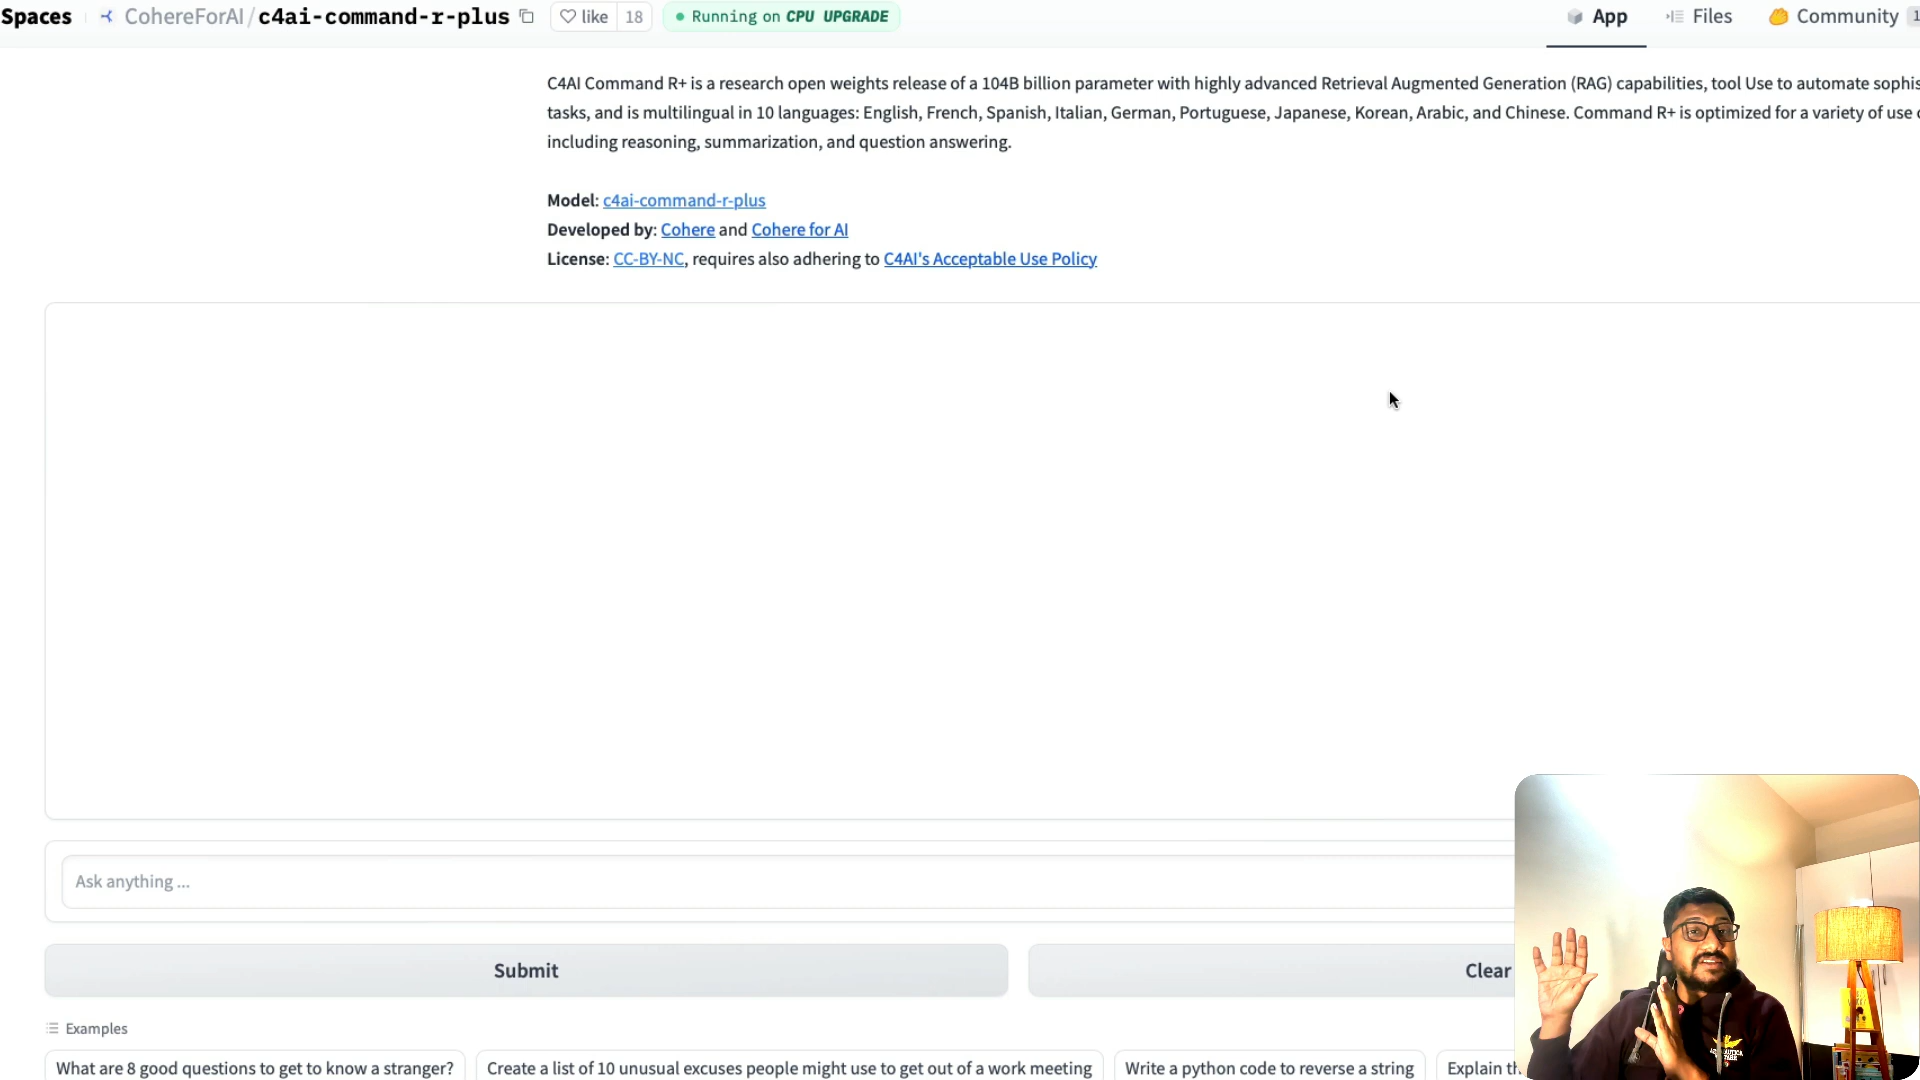 Spaces CohereForAI/c4ai-command-r-plus like 18 Running on CPU UPGRADE App Files Community 1
C4AI Command R+ is a research open weights release of a 104B billion parameter with highly advanced Retrieval Augmented Generation (RAG) capabilities, tool Use to automate sophis
tasks, and is multilingual in 10 languages: English, French, Spanish, Italian, German, Portuguese, Japanese, Korean, Arabic, and Chinese. Command R+ is optimized for a variety of use
including reasoning, summarization, and question answering.
Model: c4ai-command-r-plus
Developed by: Cohere and Cohere for AI
License: CC-BY-NC, requires also adhering to C4AI's Acceptable Use Policy
Ask anything ...
Submit Clear
Examples
What are 8 good questions to get to know a stranger? Create a list of 10 unusual excuses people might use to get out of a work meeting Write a python code to reverse a string Explain